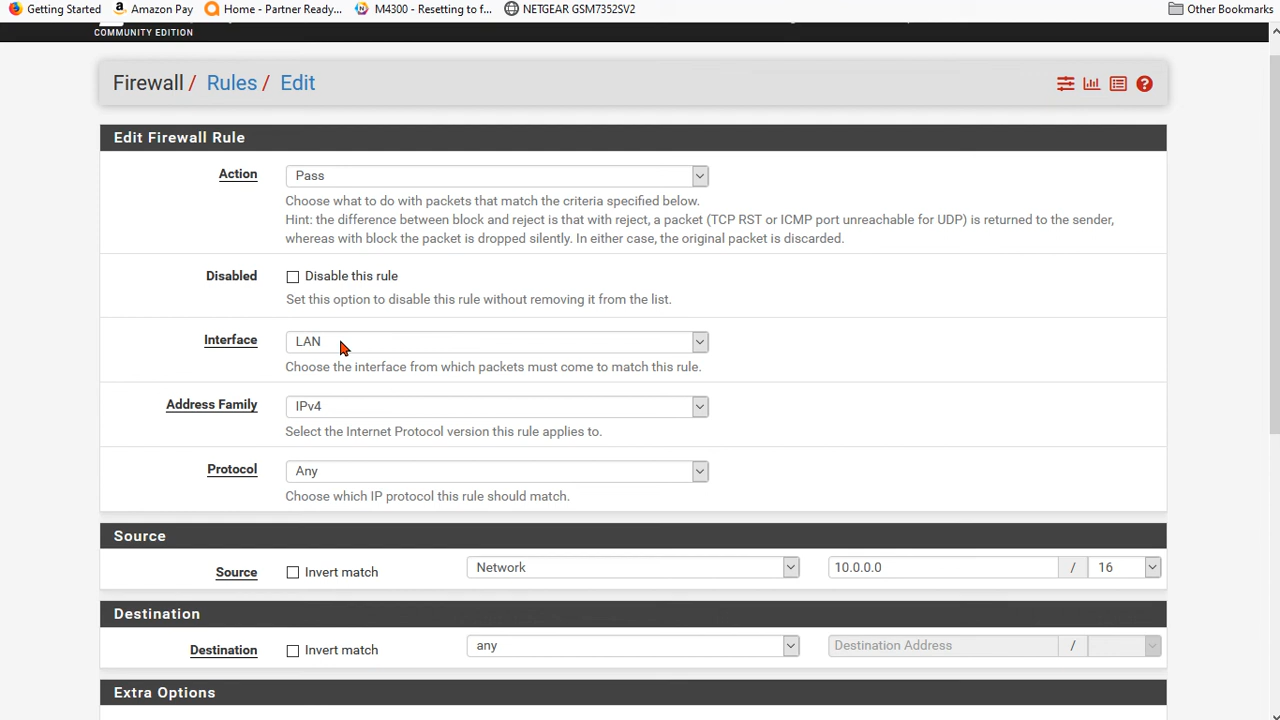 Getting Started Amazon Pay Home - Partner Ready... M4300 - Resetting to f... NETGEAR GSM7352SV2 Other Bookmarks
COMMUNITY EDITION
Firewall / Rules / Edit
Edit Firewall Rule
Action Pass
Choose what to do with packets that match the criteria specified below.
Hint: the difference between block and reject is that with reject, a packet (TCP RST or ICMP port unreachable for UDP) is returned to the sender,
whereas with block the packet is dropped silently. In either case, the original packet is discarded.
Disabled Disable this rule
Set this option to disable this rule without removing it from the list.
Interface LAN
Choose the interface from which packets must come to match this rule.
Address Family IPv4
Select the Internet Protocol version this rule applies to.
Protocol Any
Choose which IP protocol this rule should match.
Source
Source Invert match Network 10.0.0.0 / 16
Destination
Destination Invert match any Destination Address /
Extra Options